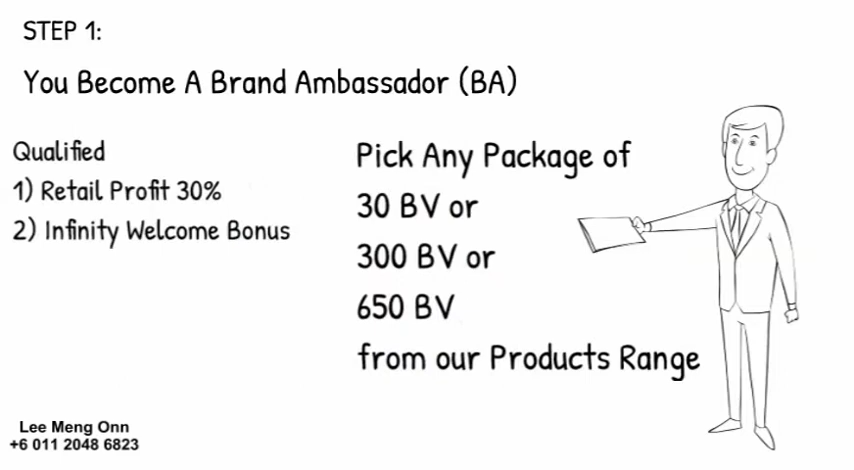 STEP 1:
You Become A Brand Ambassador (BA)
Qualified
1) Retail Profit 30%
2) Infinity Welcome Bonus
Pick Any Package of
30 BV or
300 BV or
650 BV
from our Products Range
Lee Meng Onn
+6 011 2048 6823